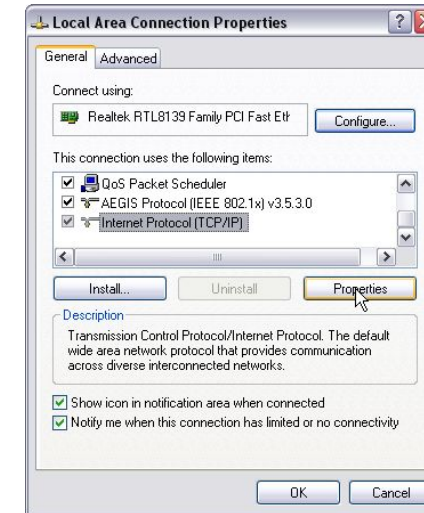 Local Area Connection Properties
General Advanced
Connect using:
Realtek RTL8139 Family PCI Fast Eth
Configure...
This connection uses the following items:
QoS Packet Scheduler
AEGIS Protocol (IEEE 802.1x) v3.5.3.0
Internet Protocol (TCP/IP)
Install... Uninstall Properties
Description
Transmission Control Protocol/Internet Protocol. The default
wide area network protocol that provides communication
across diverse interconnected networks.
Show icon in notification area when connected
Notify me when this connection has limited or no connectivity
OK Cancel